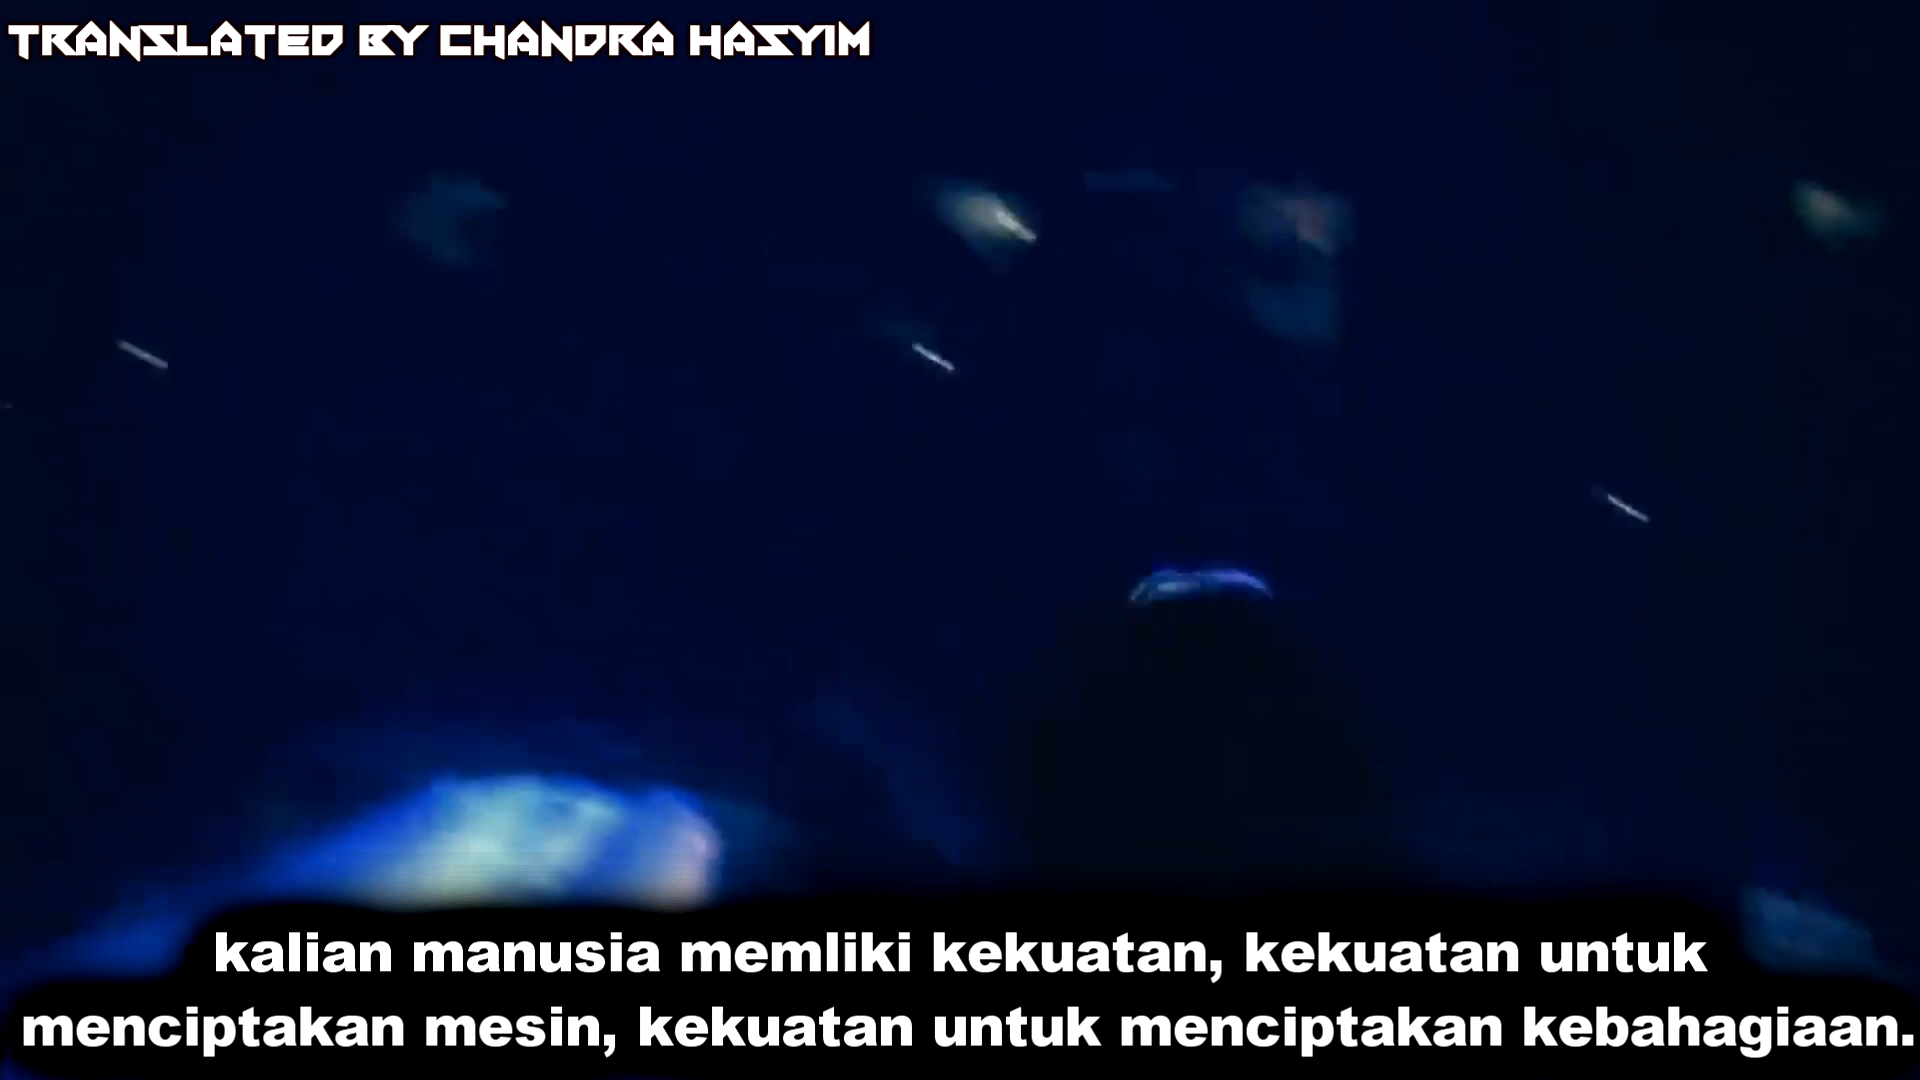 TRANSLATED BY CHANDRA HASYIM
kalian manusia memliki kekuatan, kekuatan untuk
menciptakan mesin, kekuatan untuk menciptakan kebahagiaan.